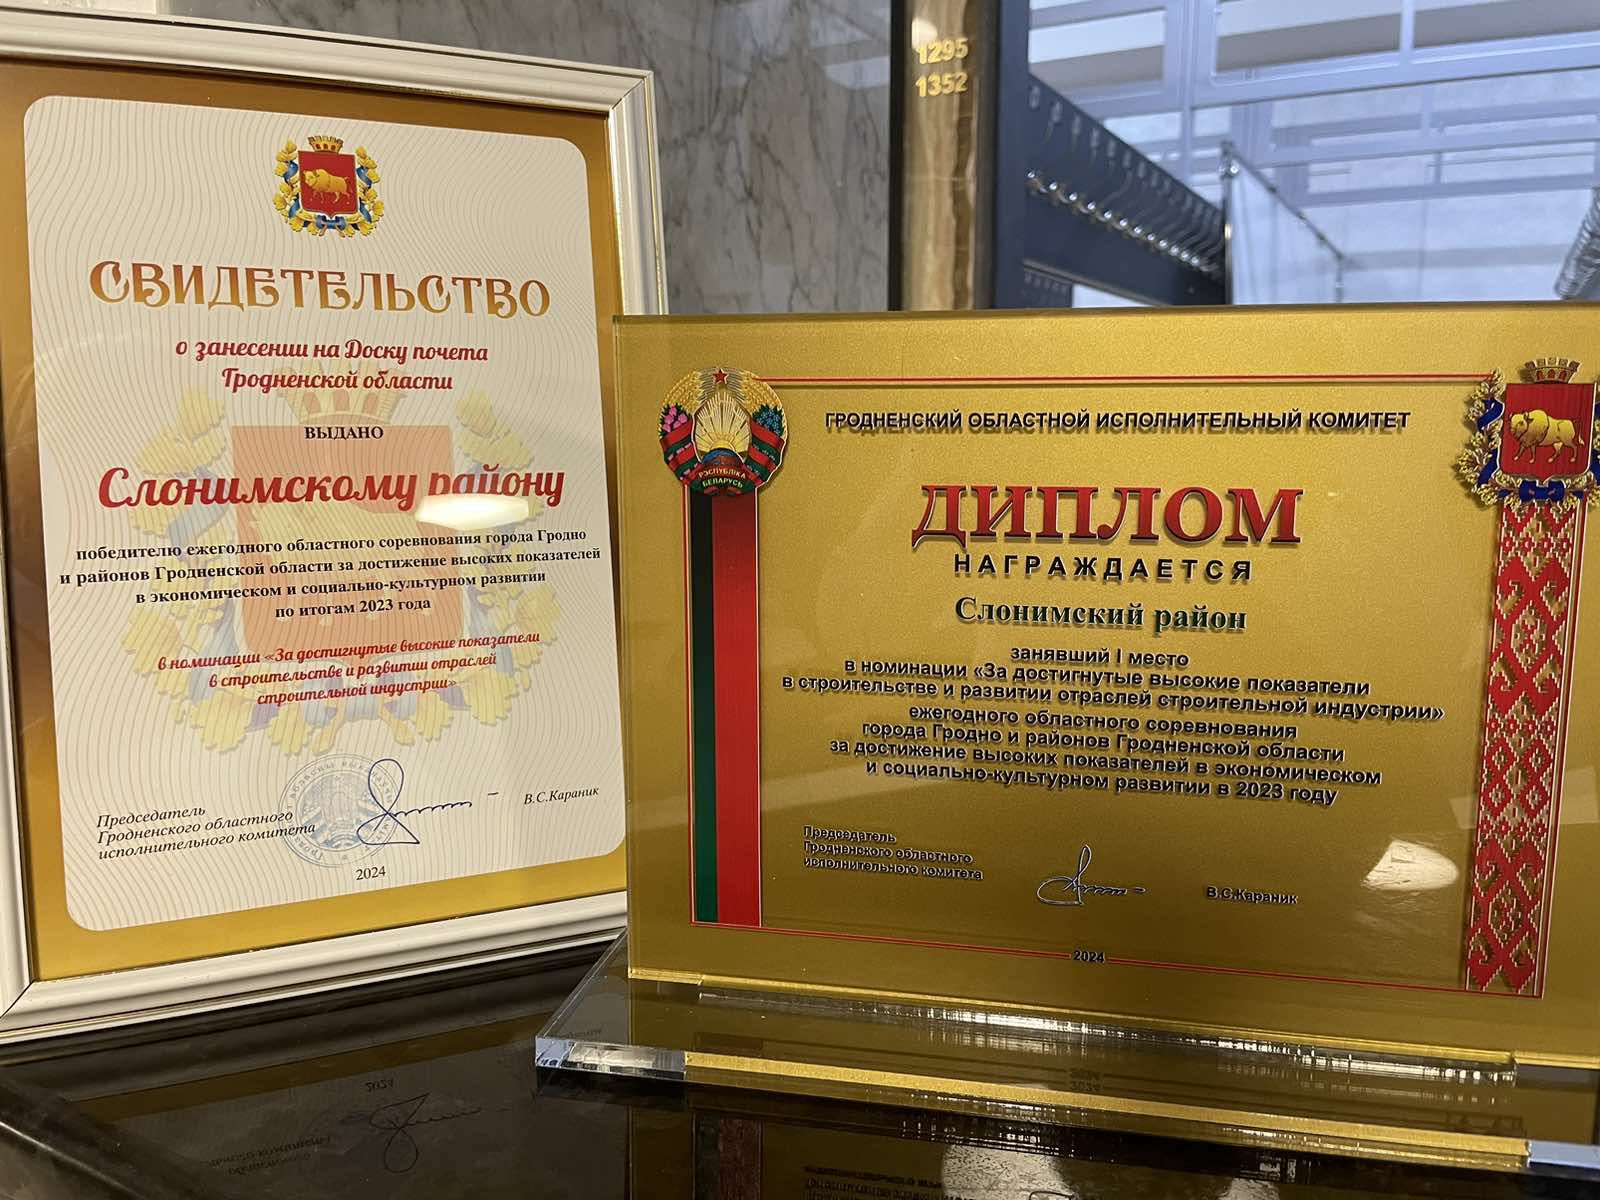 1295
1352
СВИДЕТЕЛЬСТВО
о занесении на Доску почета
Гродненской области
ВЫДАНО
Слонимскому району
победителю ежегодного областного соревнования города Гродно
и районов Гродненской области за достижение высоких показателей
в экономическом и социально-культурном развитии
по итогам 2023 года
в номинации «За достигнутые высокие показатели
в строительстве и развитии отраслей
строительной индустрии»
Председатель
Гродненского областного
исполнительного комитета
В.С.Караник
2024
ГРОДНЕНСКИЙ ОБЛАСТНОЙ ИСПОЛНИТЕЛЬНЫЙ КОМИТЕТ
РЭСПУБЛІКА
БЕЛАРУСЬ
ДИПЛОМ
НАГРАЖДАЕТСЯ
Слонимский район
занявший I место
в номинации «За достигнутые высокие показатели
в строительстве и развитии отраслей строительной индустрии»
ежегодного областного соревнования
города Гродно и районов Гродненской области
за достижение высоких показателей в экономическом
и социально-культурном развитии в 2023 году
Председатель
Гродненского областного
исполнительного комитета
В.С.Караник
2024